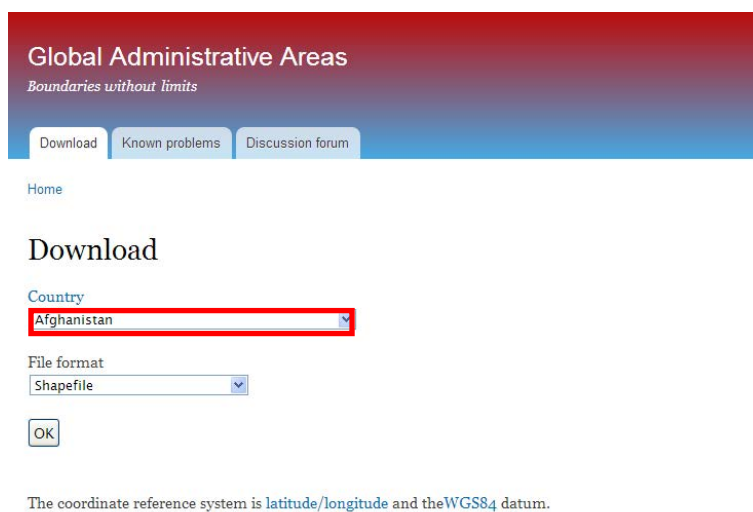 Global Administrative Areas
Boundaries without limits
Download Known problems Discussion forum
Home
Download
Country
Afghanistan
File format
Shapefile
OK
The coordinate reference system is latitude/longitude and theWGS84 datum.